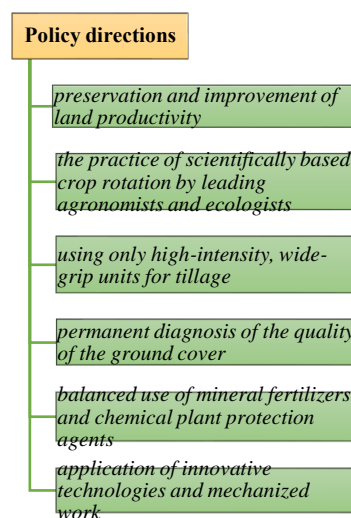 Policy directions
preservation and improvement of
land productivity
the practice of scientifically based
crop rotation by leading
agronomists and ecologists
using only high-intensity, wide-
grip units for tillage
permanent diagnosis of the quality
of the ground cover
balanced use of mineral fertilizers
and chemical plant protection
agents
application of innovative
technologies and mechanized
work